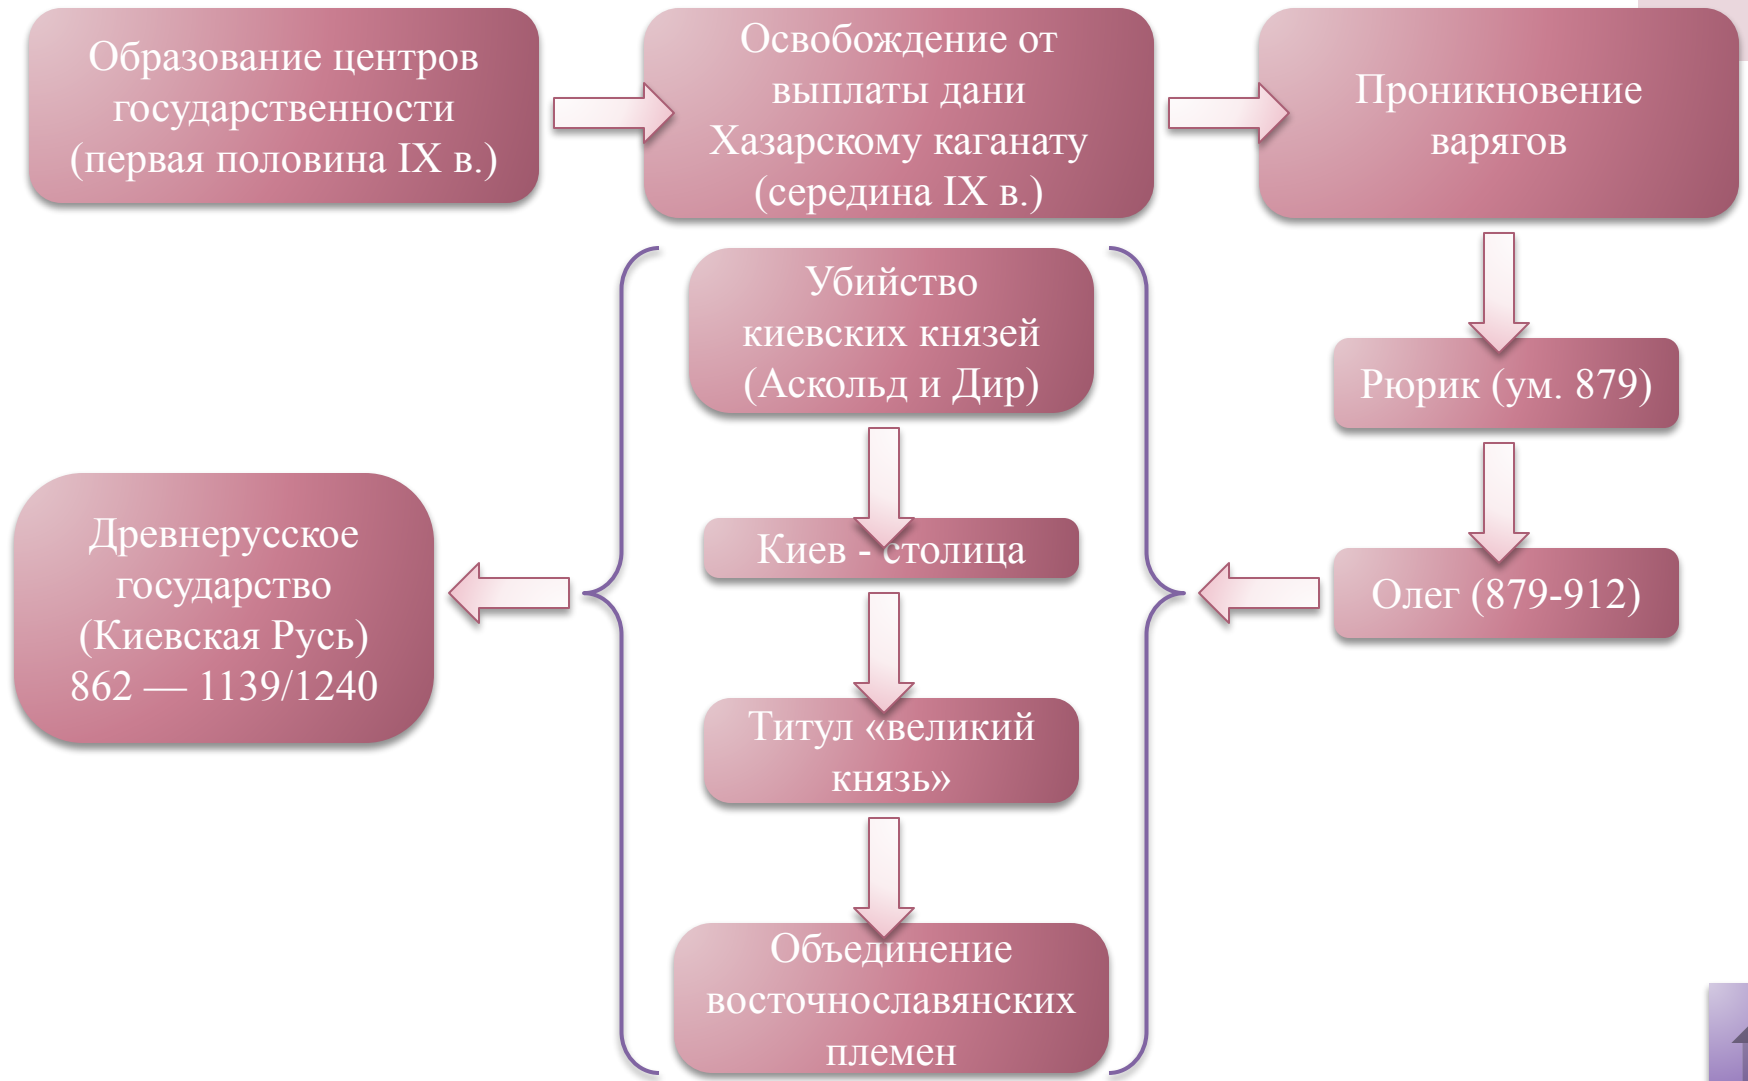 Образование центров
государственности
(первая половина IX в.)
Освобождение от
выплаты дани
Хазарскому каганату
(середина IX в.)
Проникновение
варягов
Рюрик (ум. 879)
Олег (879-912)
Убийство
киевских князей
(Аскольд и Дир)
Киев - столица
Титул «великий
князь»
Объединение
восточнославянских
племен
Древнерусское
государство
(Киевская Русь)
862 — 1139/1240